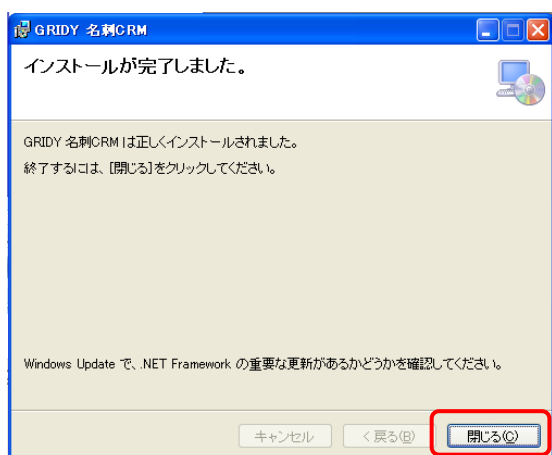 GRIDY 名刺CRM
インストールが完了しました。
GRIDY 名刺CRM は正しくインストールされました。
終了するには、[閉じる]をクリックしてください。
Windows Update で、.NET Framework の重要な更新があるかどうかを確認してください。
キャンセル
< 戻る(B)
閉じる(C)